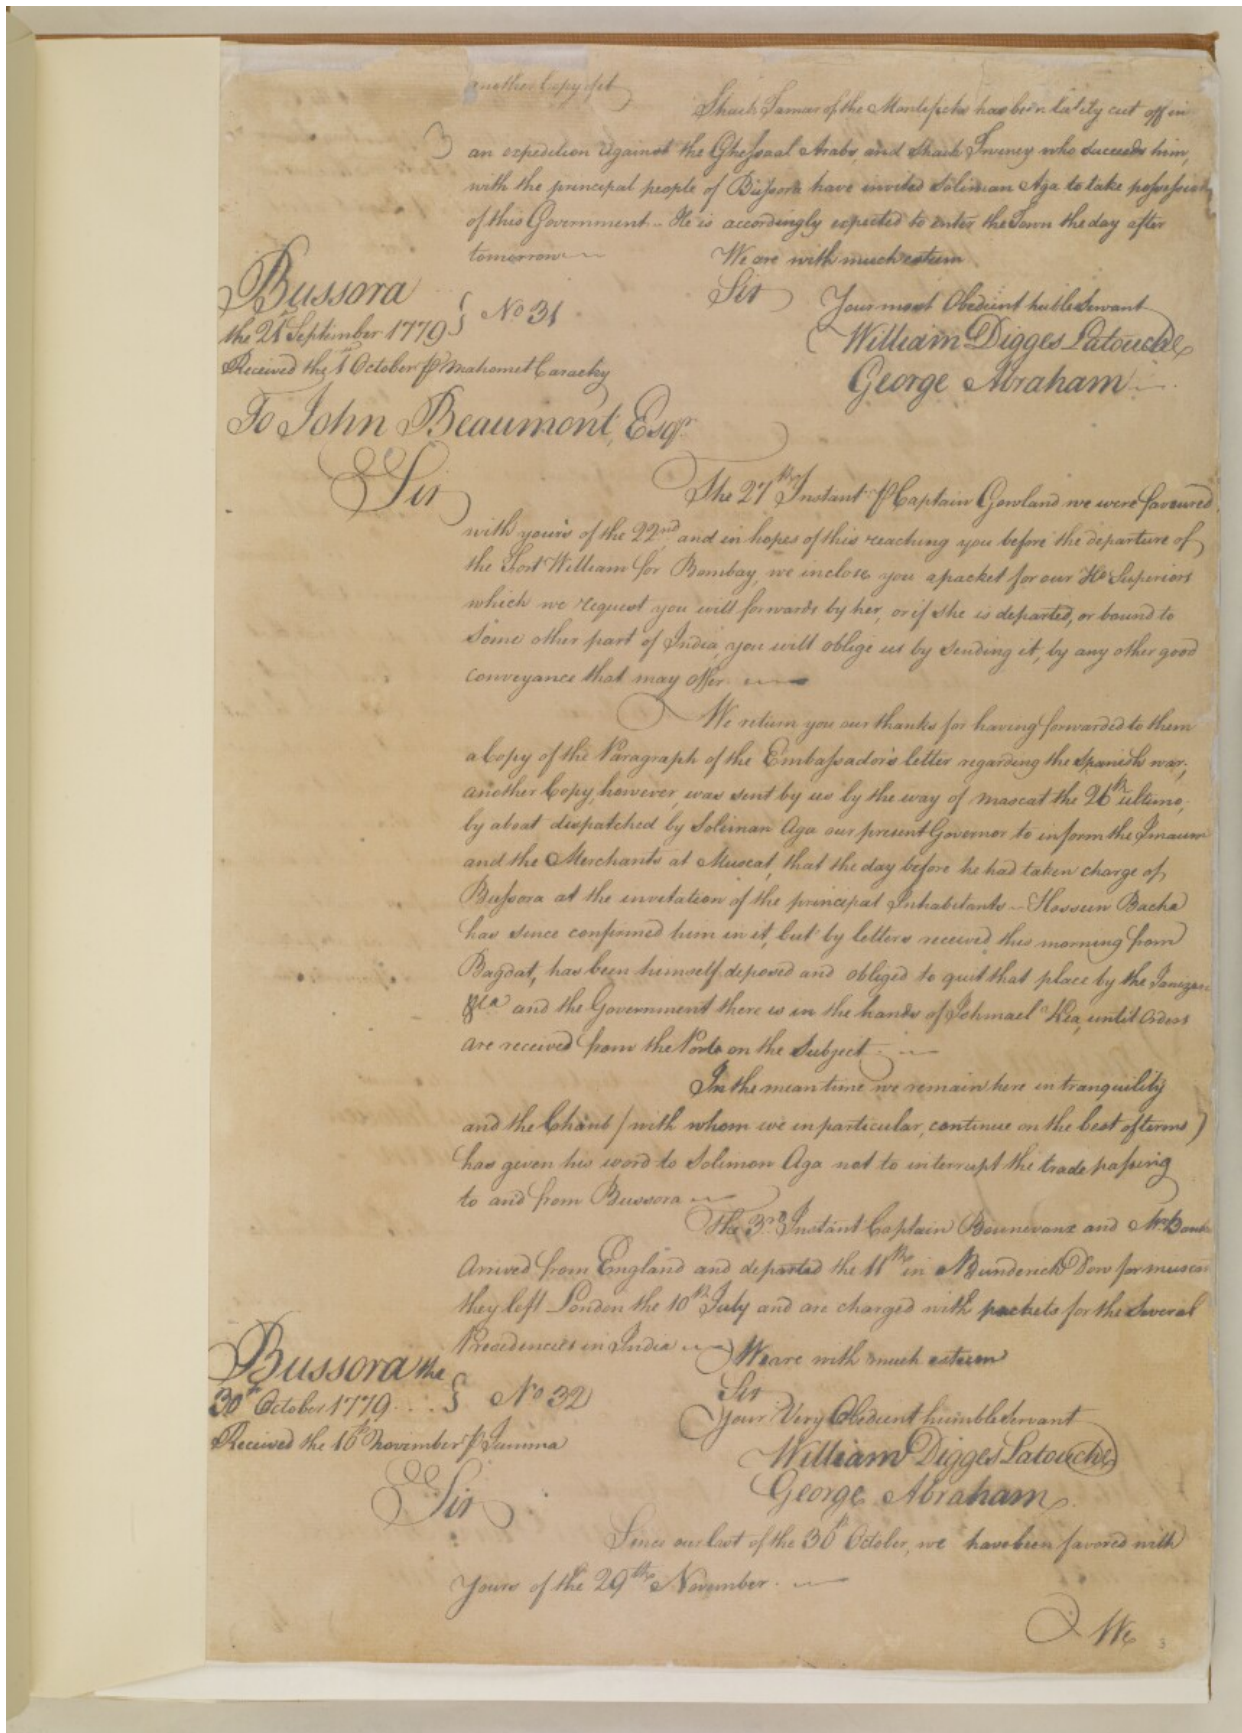 another Copy of it
Shaik Tamar of the Montefeeks has been lately cut off in
an expedition against the Ghessaal Arabs, and Shaik Twiney who succeeds him,
with the principal people of Bussora have invited Soliman Aga to take possession
of this Government - He is accordingly expected to enter the Town the day after
tomorrow
We are with much esteem
Sir
Your most Obedient hub.le Servant
William Digges Latouche
George Abraham
Bussora
the 21st September 1779
No 31
Received the October p Mahomet Caracky
To John Beaumont, Esqr.
Sir
The 27th Instant p Captain Gowland we were favoured
with yours of the 22nd and in hopes of this reaching you before the departure of
the Fort William for Bombay, we inclose you a packet for our Hle Superiors
which we request you will forwards by her, or if she is departed, or bound to
some other part of India, you will oblige us by sending it, by any other good
conveyance that may offer.
We return you our thanks for having forwarded to them
a Copy of the Paragraph of the Embassador's letter regarding the Spanish war;
another Copy, however, was sent by us by the way of Mascat the 26th ultimo,
by a boat dispatched by Soliman Aga our present Governor to inform the Imaum
and the Merchants at Muscat, that the day before he had taken charge of
Bussora at the invitation of the principal Inhabitants - Hossein Bacha
has since confirmed him in it, but by letters received this morning from
Bagdat, has been himself deposed and obliged to quit that place by the
&ca and the Government there is in the hands of Ishmael Kea, until Orders
are received from the Porte on the Subject.
In the mean time we remain here in tranquility
and the Chaub (with whom we in particular, continue on the best of terms)
has given his word to Solimon Aga not to interrupt the trade passing
to and from Bussora
The 3rd Instant Captain and Mr.
Arrived from England and departed the 11th in a Dow for
they left London the 10th July and are charged with packets for the several
Presidencies in India
We are with much esteem
Sir
Your Very Obedient humble Servant
William Digges Latouche
George Abraham
Bussora the
30th October 1779
No 32
Received the 16th November p Jumma
Sir
Since our last of the 30th October, we have been favored with
Yours of the 29th November.
We
3